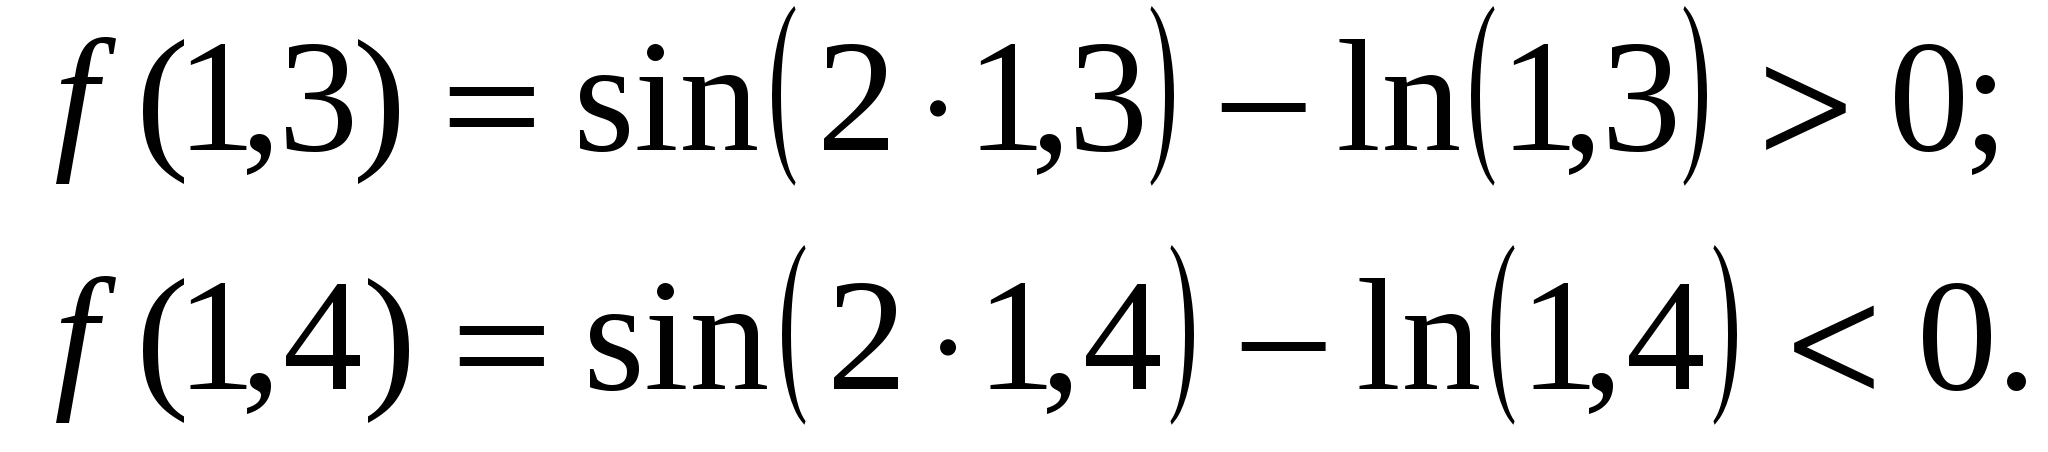 f(1,3) = sin(2 · 1,3) − ln(1,3) > 0;
f(1,4) = sin(2 · 1,4) − ln(1,4) < 0.